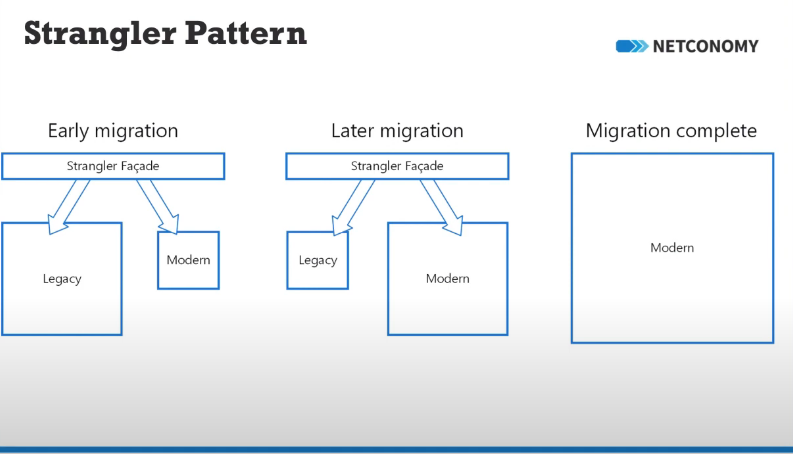 Strangler Pattern
NETCONOMY
Early migration
Strangler Façade
Legacy
Modern
Later migration
Strangler Façade
Legacy
Modern
Migration complete
Modern